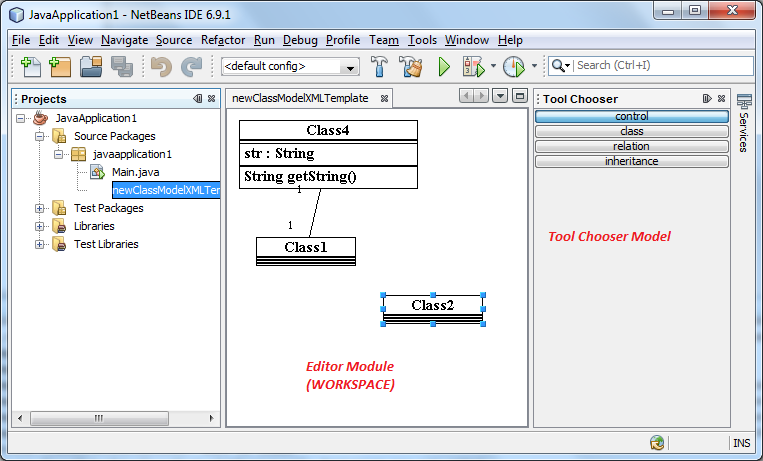 JavaApplication1 - NetBeans IDE 6.9.1
File Edit View Navigate Source Refactor Run Debug Profile Team Tools Window Help
<default config>
Search (Ctrl+I)
Projects
JavaApplication1
Source Packages
javaapplication1
Main.java
newClassModelXMLTer
Test Packages
Libraries
Test Libraries
newClassModelXMLTemplate
Class4
str : String
String getString()
1
1
Class1
Class2
Editor Module
(WORKSPACE)
Tool Chooser
control
class
relation
inheritance
Tool Chooser Model
Services
INS